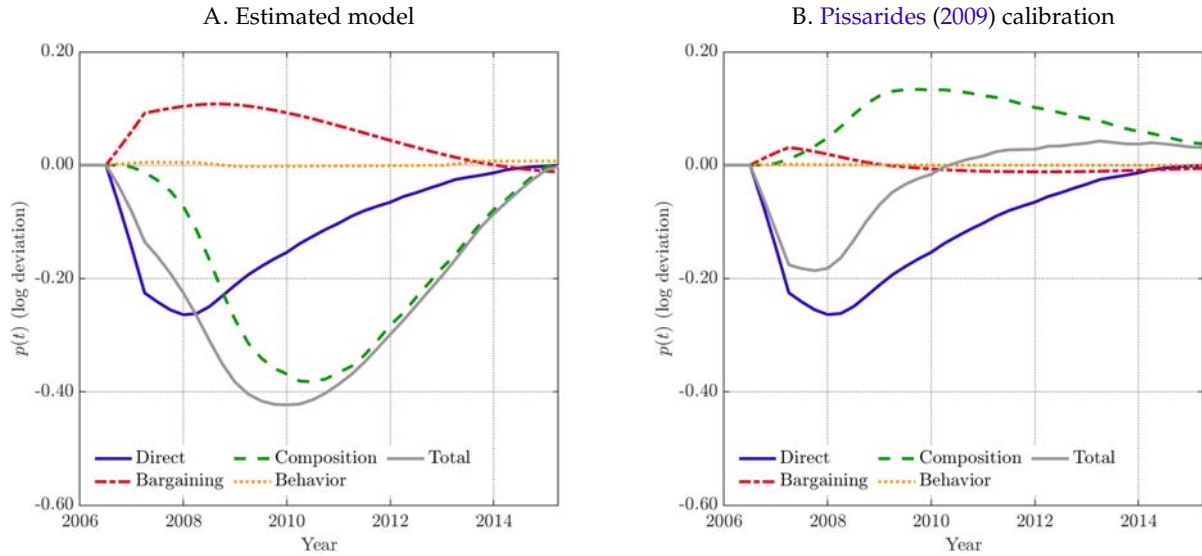 A. Estimated model
0.20
0.00
-0.20
-0.40
-0.60
p(t) (log deviation)
Direct
Composition
Total
Bargaining
Behavior
2006
2008
2010
2012
2014
Year
B. Pissarides (2009) calibration
0.20
0.00
-0.20
-0.40
-0.60
p(t) (log deviation)
Direct
Composition
Total
Bargaining
Behavior
2006
2008
2010
2012
2014
Year